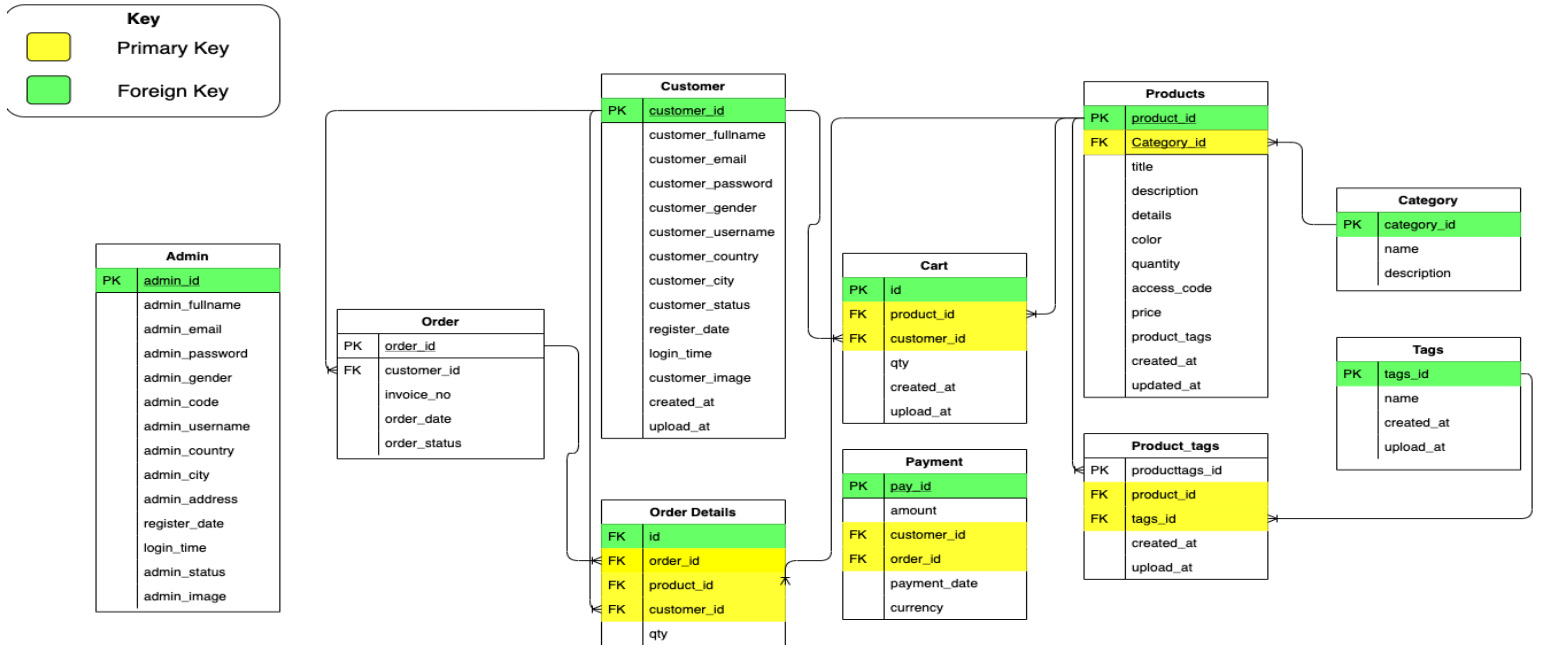 Key
Primary Key
Foreign Key
Admin
PK admin_id
admin_fullname
admin_email
admin_password
admin_gender
admin_code
admin_username
admin_country
admin_city
admin_address
register_date
login_time
admin_status
admin_image
Order
PK order_id
FK customer_id
invoice_no
order_date
order_status
Customer
PK customer_id
customer_fullname
customer_email
customer_password
customer_gender
customer_username
customer_country
customer_city
customer_status
register_date
login_time
customer_image
created_at
upload_at
Order Details
FK id
FK order_id
FK product_id
FK customer_id
qty
Cart
PK id
FK product_id
FK customer_id
qty
created_at
upload_at
Payment
PK pay_id
amount
FK customer_id
FK order_id
payment_date
currency
Products
PK product_id
FK Category_id
title
description
details
color
quantity
access_code
price
product_tags
created_at
updated_at
Product_tags
PK producttags_id
FK product_id
FK tags_id
created_at
upload_at
Category
PK category_id
name
description
Tags
PK tags_id
name
created_at
upload_at